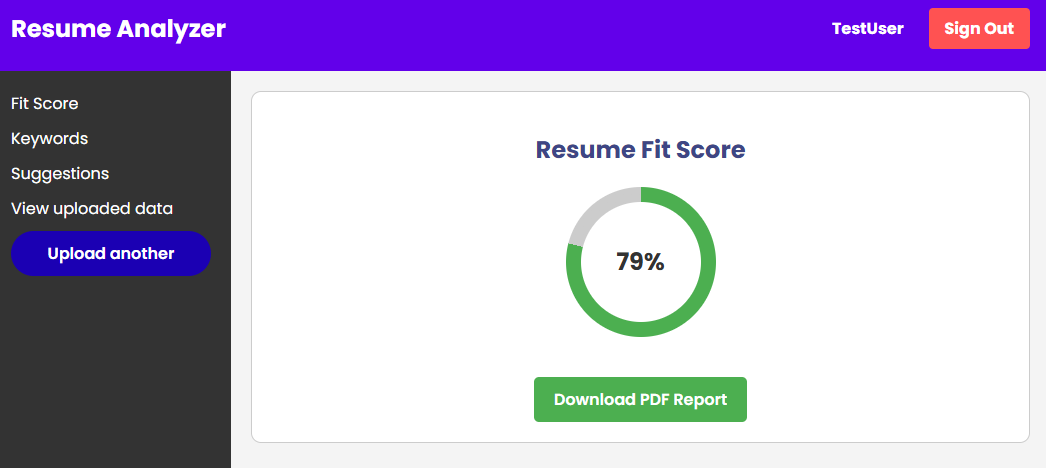 Resume Analyzer
TestUser
Sign Out
Fit Score
Keywords
Suggestions
View uploaded data
Upload another
Resume Fit Score
79%
Download PDF Report